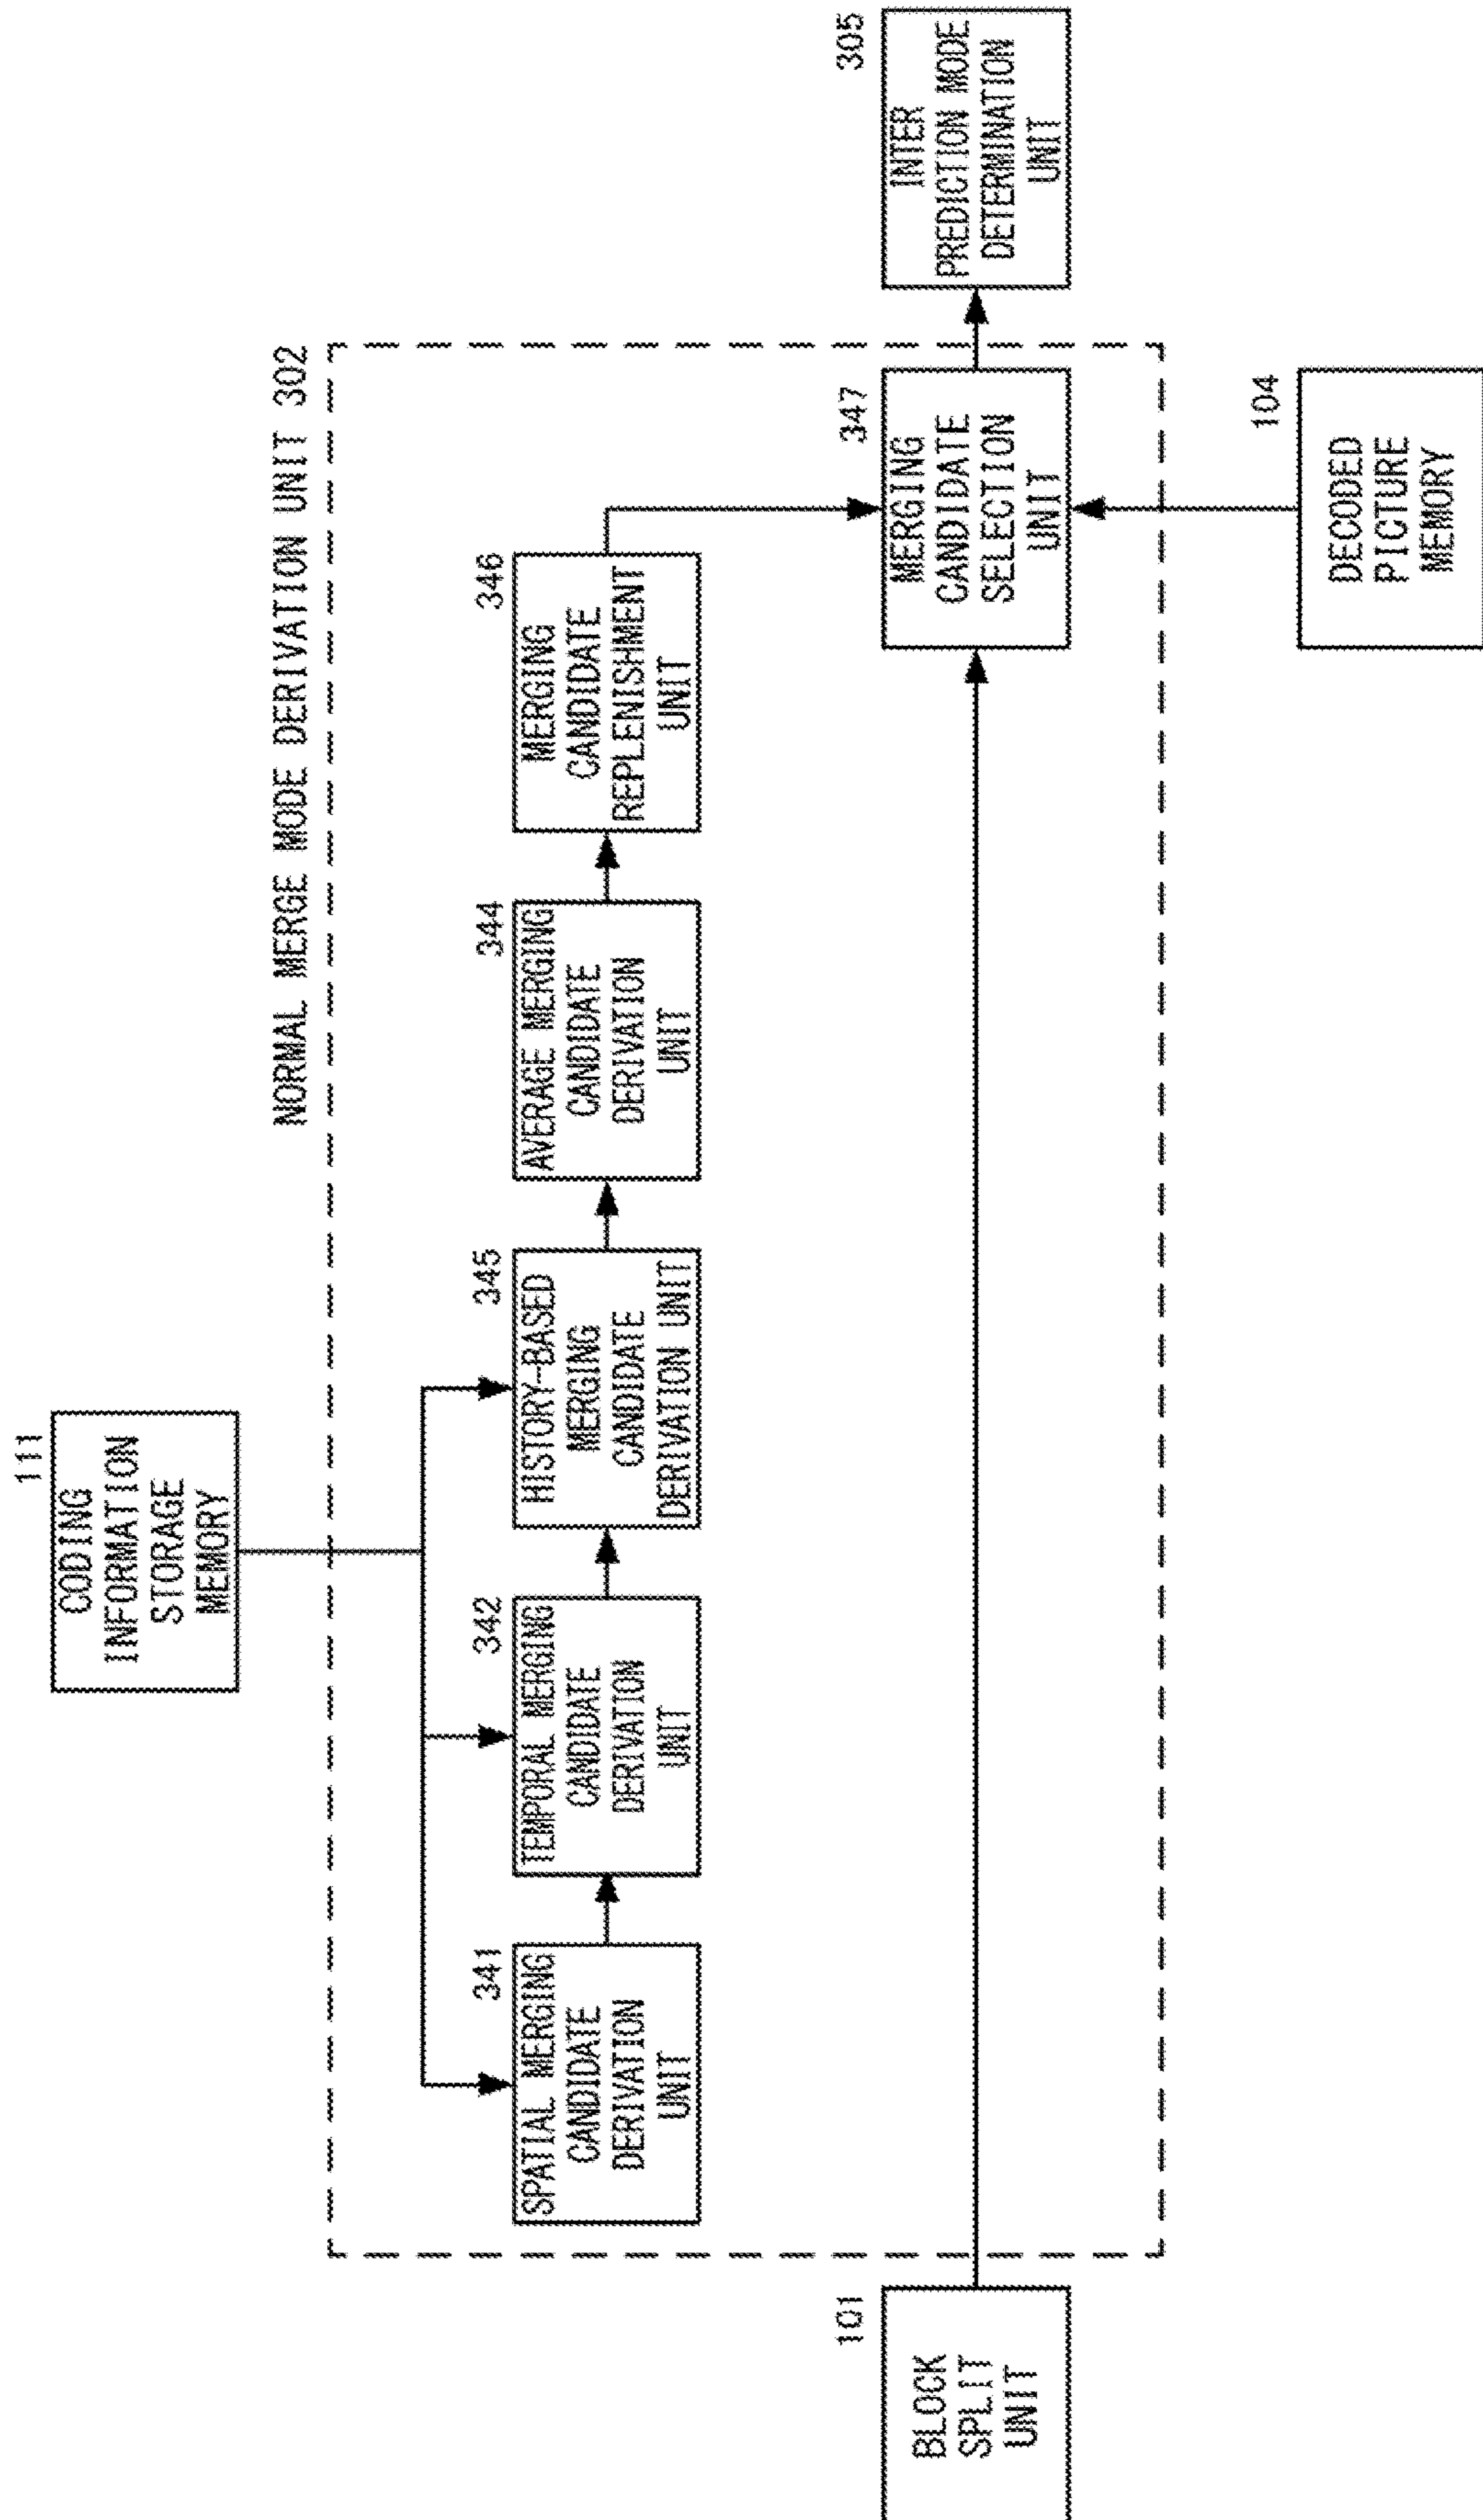 111
CODING
INFORMATION
STORAGE
MEMORY
NORMAL MERGE MODE DERIVATION UNIT 302
341
SPATIAL MERGING
CANDIDATE
DERIVATION
UNIT
342
TEMPORAL MERGING
CANDIDATE
DERIVATION
UNIT
345
HISTORY-BASED
MERGING
CANDIDATE
DERIVATION UNIT
344
AVERAGE MERGING
CANDIDATE
DERIVATION
UNIT
346
MERGING
CANDIDATE
REPLENISHMENT
UNIT
101
BLOCK
SPLIT
UNIT
347
MERGING
CANDIDATE
SELECTION
UNIT
305
INTER
PREDICTION MODE
DETERMINATION
UNIT
104
DECODED
PICTURE
MEMORY